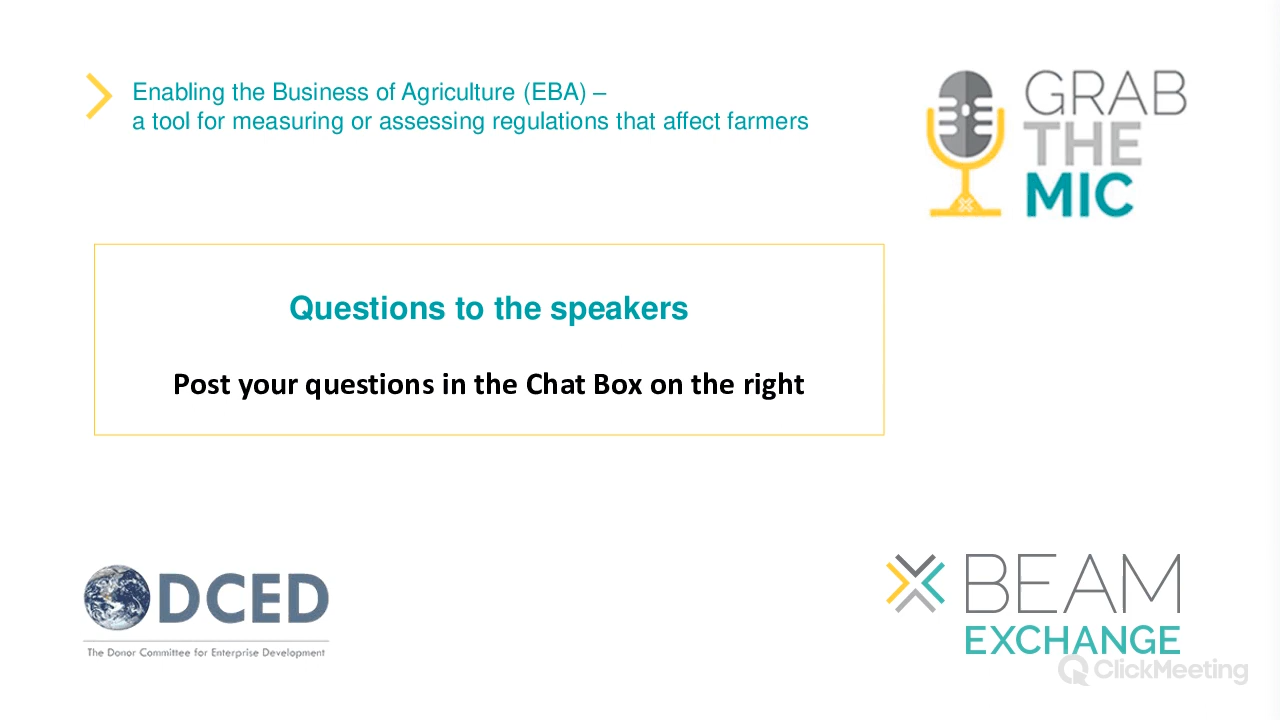 Enabling the Business of Agriculture (EBA) –
a tool for measuring or assessing regulations that affect farmers
GRAB
THE
MIC
Questions to the speakers
Post your questions in the Chat Box on the right
DCED
The Donor Committee for Enterprise Development
BEAM
EXCHANGE
ClickMeeting